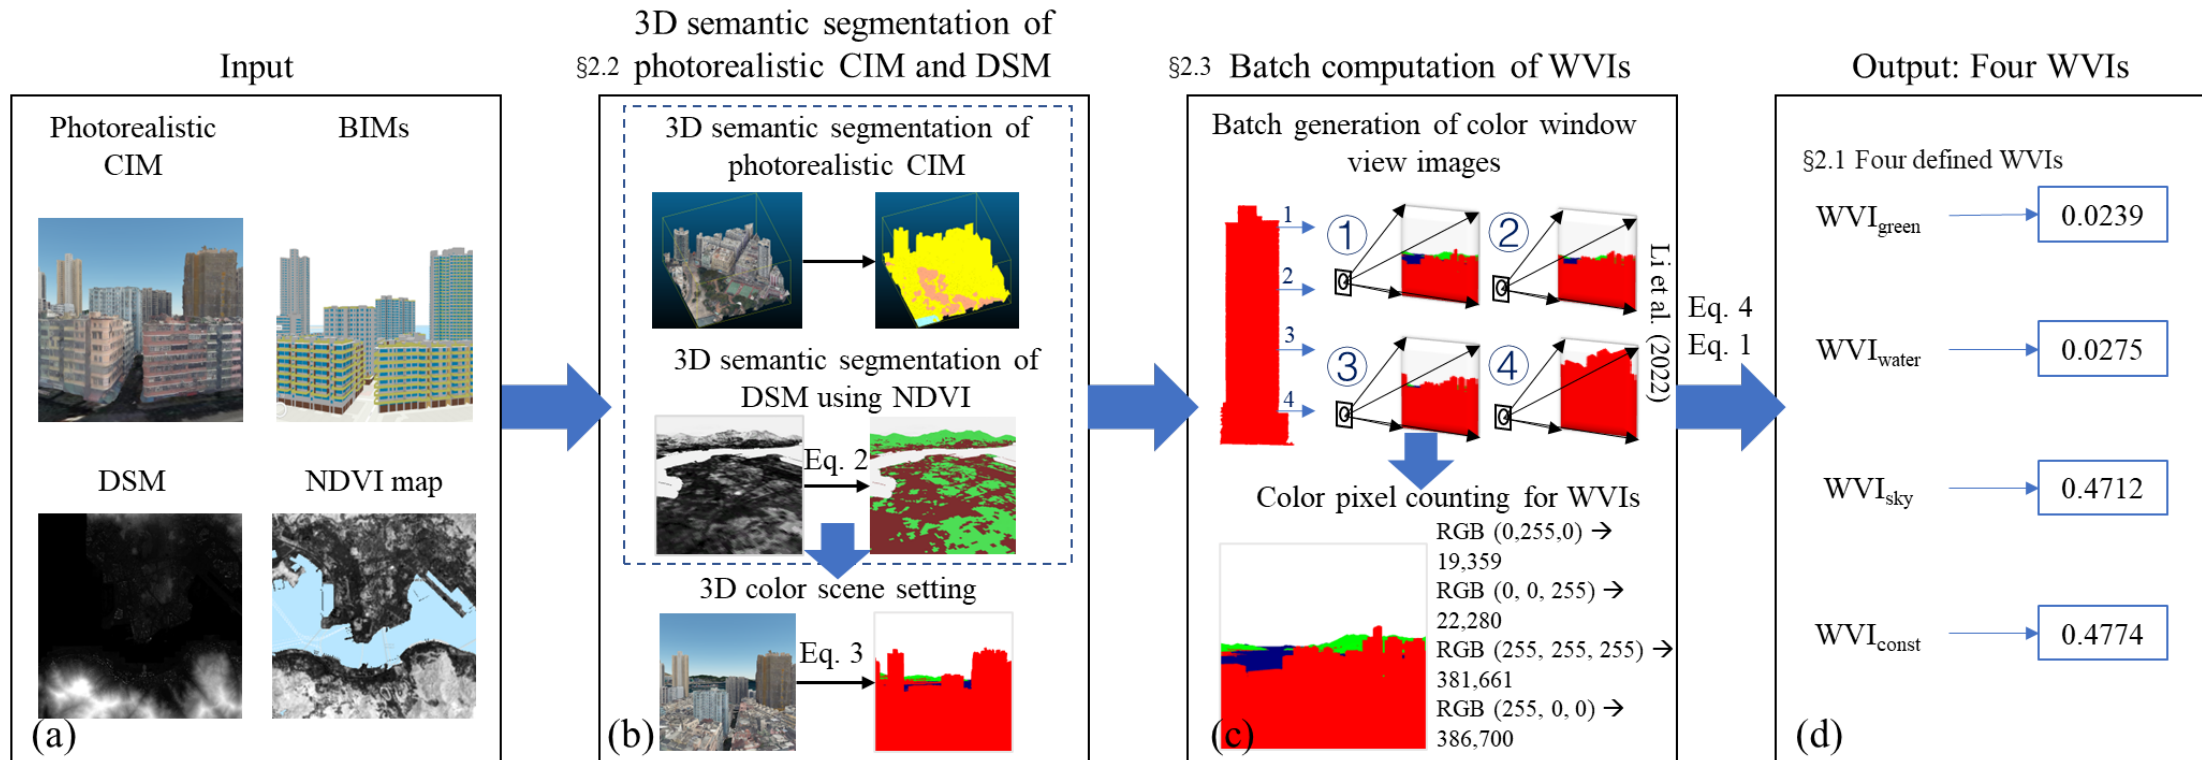 Input
Photorealistic
CIM
BIMs
DSM
NDVI map
(a)
3D semantic segmentation of
§2.2 photorealistic CIM and DSM
3D semantic segmentation of
photorealistic CIM
3D semantic segmentation of
DSM using NDVI
Eq. 2
3D color scene setting
Eq. 3
(b)
§2.3 Batch computation of WVIs
Batch generation of color window
view images
1
2
3
4
①
②
③
④
Li et al. (2022)
Color pixel counting for WVIs
RGB (0,255,0) →
19,359
RGB (0, 0, 255) →
22,280
RGB (255, 255, 255) →
381,661
RGB (255, 0, 0) →
386,700
(c)
Eq. 4
Eq. 1
Output: Four WVIs
§2.1 Four defined WVIs
WVIgreen 0.0239
WVIwater 0.0275
WVIsky 0.4712
WVIconst 0.4774
(d)